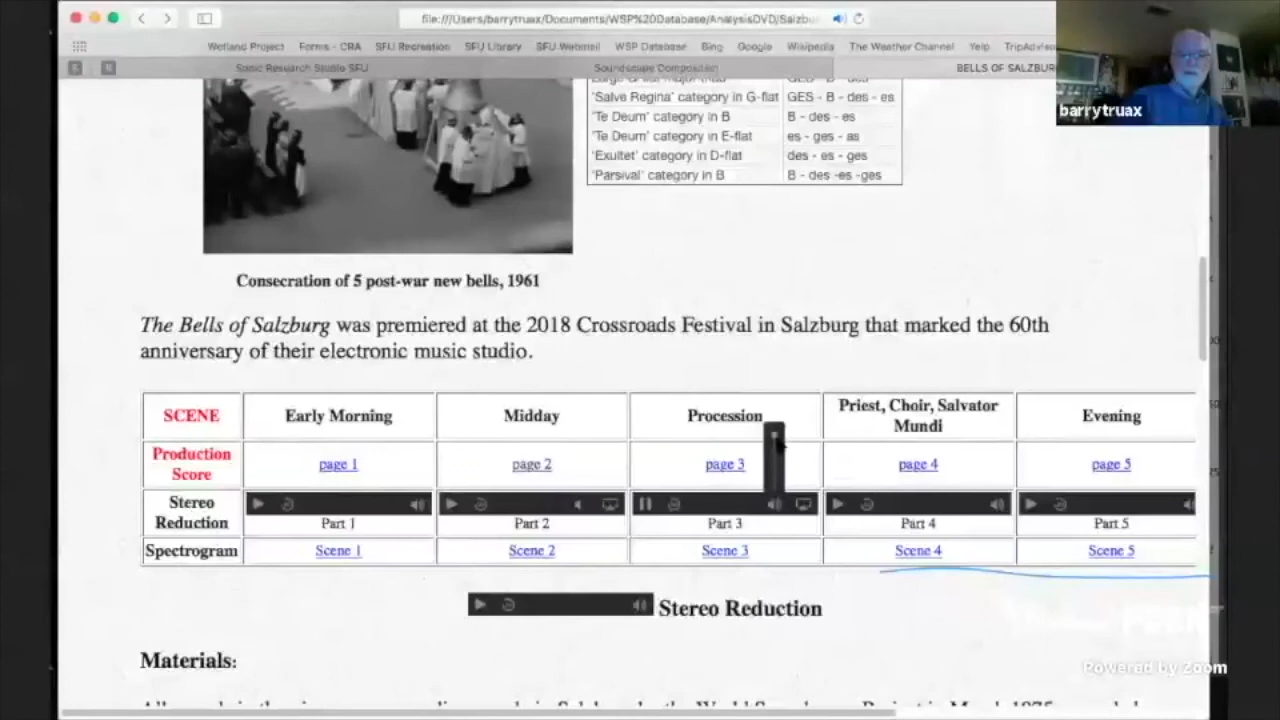 file:///Users/barrytruax/Documents/WSP%20Database/AnalysisDVD/Salzbu
Wetland Project Forms - CRA SFU Recreation SFU Library SFU Webmail WSP Database Bing Google Wikipedia The Weather Channel Yelp TripAdviso
Sonic Research Studio SFU Soundscape Composition BELLS OF SALZBUR
barrytruax
'Salve Regina' category in G-flat GES - B - des - es
'Te Deum' category in B B - des - es
'Te Deum' category in E-flat es - ges - as
'Exultet' category in D-flat des - es - ges
'Parsival' category in B B - des -es -ges
Consecration of 5 post-war new bells, 1961
The Bells of Salzburg was premiered at the 2018 Crossroads Festival in Salzburg that marked the 60th
anniversary of their electronic music studio.
SCENE Early Morning Midday Procession Priest, Choir, Salvator Mundi Evening
Production Score page 1 page 2 page 3 page 4 page 5
Stereo Reduction Part 1 Part 2 Part 3 Part 4 Part 5
Spectrogram Scene 1 Scene 2 Scene 3 Scene 4 Scene 5
Stereo Reduction
Materials:
Powered by Zoom